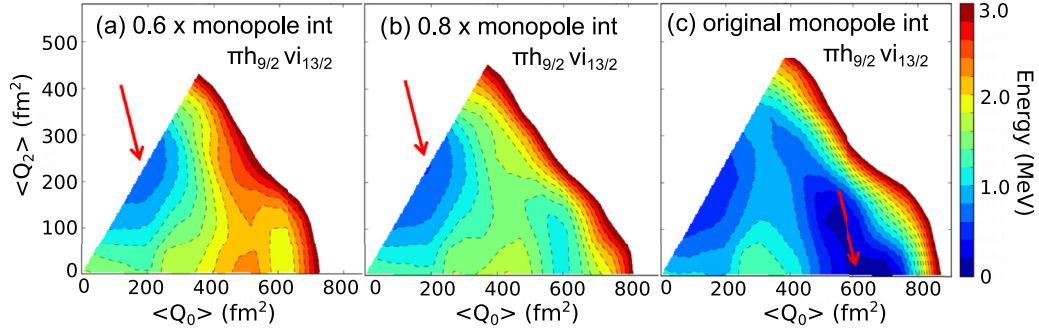 (a) 0.6 x monopole int
πh9/2 νi13/2
(b) 0.8 x monopole int
πh9/2 νi13/2
(c) original monopole int
πh9/2 νi13/2
<Q2> (fm²)
500
400
300
200
100
0
0 200 400 600 800
<Q0> (fm²)
0 200 400 600 800
<Q0> (fm²)
0 200 400 600 800
<Q0> (fm²)
3.0
2.0
1.0
0
Energy (MeV)